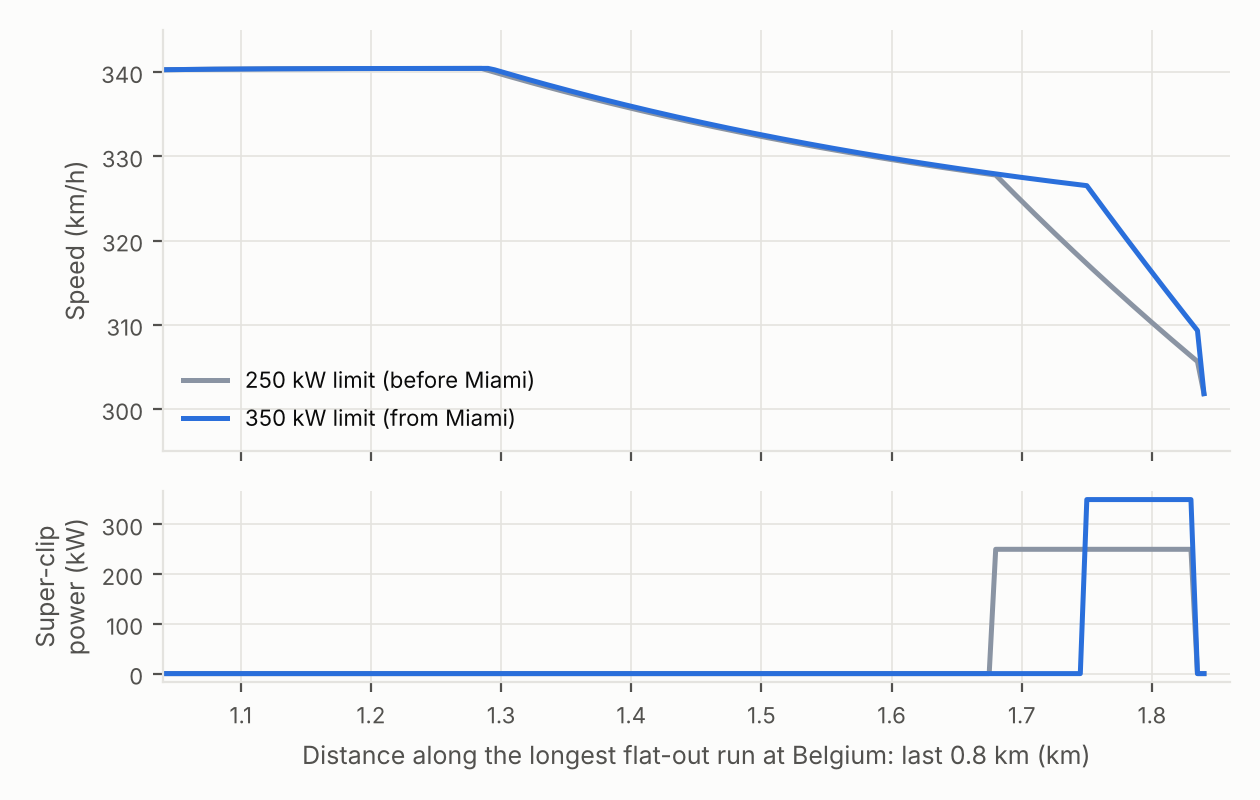 340
330
320
310
300
Speed (km/h)
250 kW limit (before Miami)
350 kW limit (from Miami)
300
200
100
0
Super-clip
power (kW)
1.1 1.2 1.3 1.4 1.5 1.6 1.7 1.8
Distance along the longest flat-out run at Belgium: last 0.8 km (km)